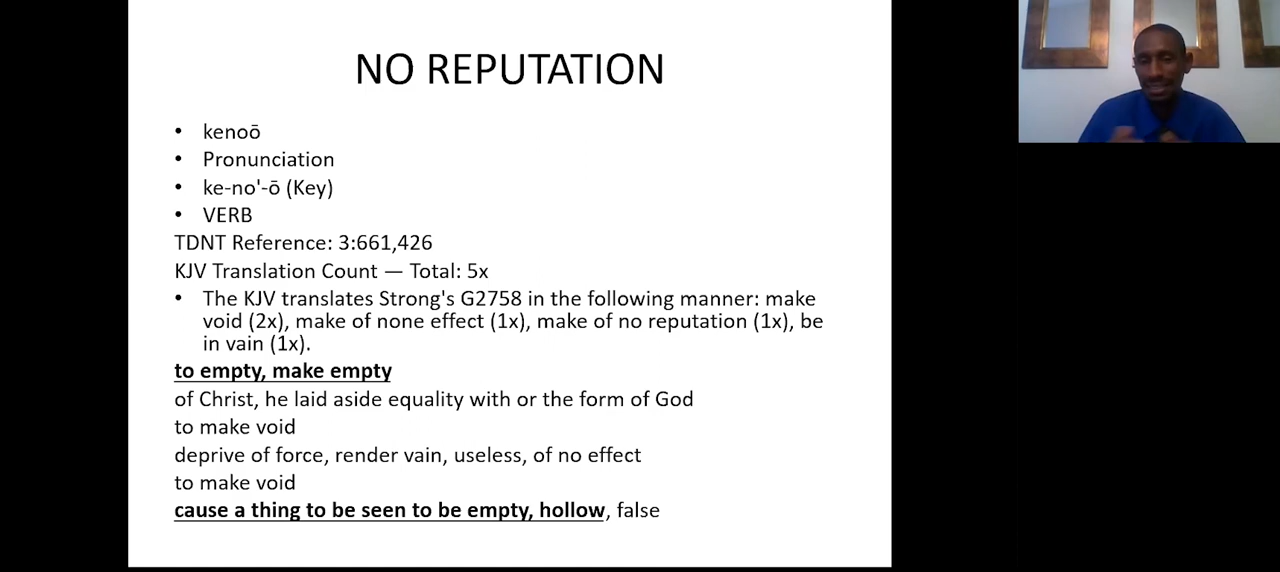 NO REPUTATION
• kenoō
• Pronunciation
• ke-no'-ō (Key)
• VERB
TDNT Reference: 3:661,426
KJV Translation Count — Total: 5x
• The KJV translates Strong's G2758 in the following manner: make
void (2x), make of none effect (1x), make of no reputation (1x), be
in vain (1x).
to empty, make empty
of Christ, he laid aside equality with or the form of God
to make void
deprive of force, render vain, useless, of no effect
to make void
cause a thing to be seen to be empty, hollow, false